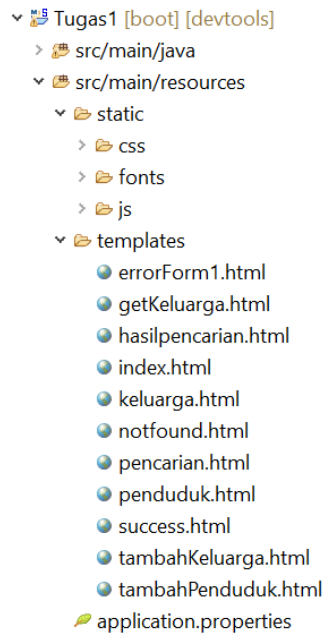 Tugas1 [boot] [devtools]
src/main/java
src/main/resources
static
css
fonts
js
templates
errorForm1.html
getKeluarga.html
hasilpencarian.html
index.html
keluarga.html
notfound.html
pencarian.html
penduduk.html
success.html
tambahKeluarga.html
tambahPenduduk.html
application.properties